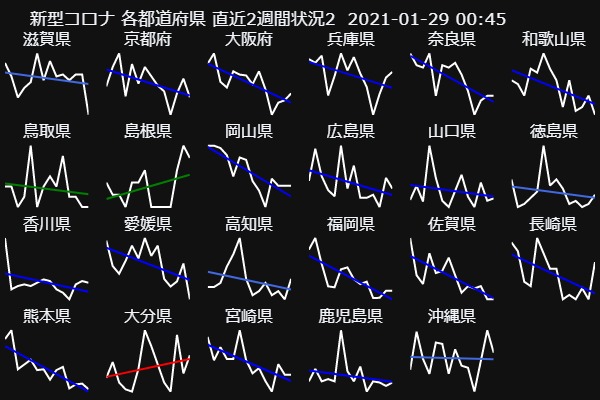 新型コロナ 各都道府県 直近2週間状況2 2021-01-29 00:45
滋賀県 京都府 大阪府 兵庫県 奈良県 和歌山県
鳥取県 島根県 岡山県 広島県 山口県 徳島県
香川県 愛媛県 高知県 福岡県 佐賀県 長崎県
熊本県 大分県 宮崎県 鹿児島県 沖縄県